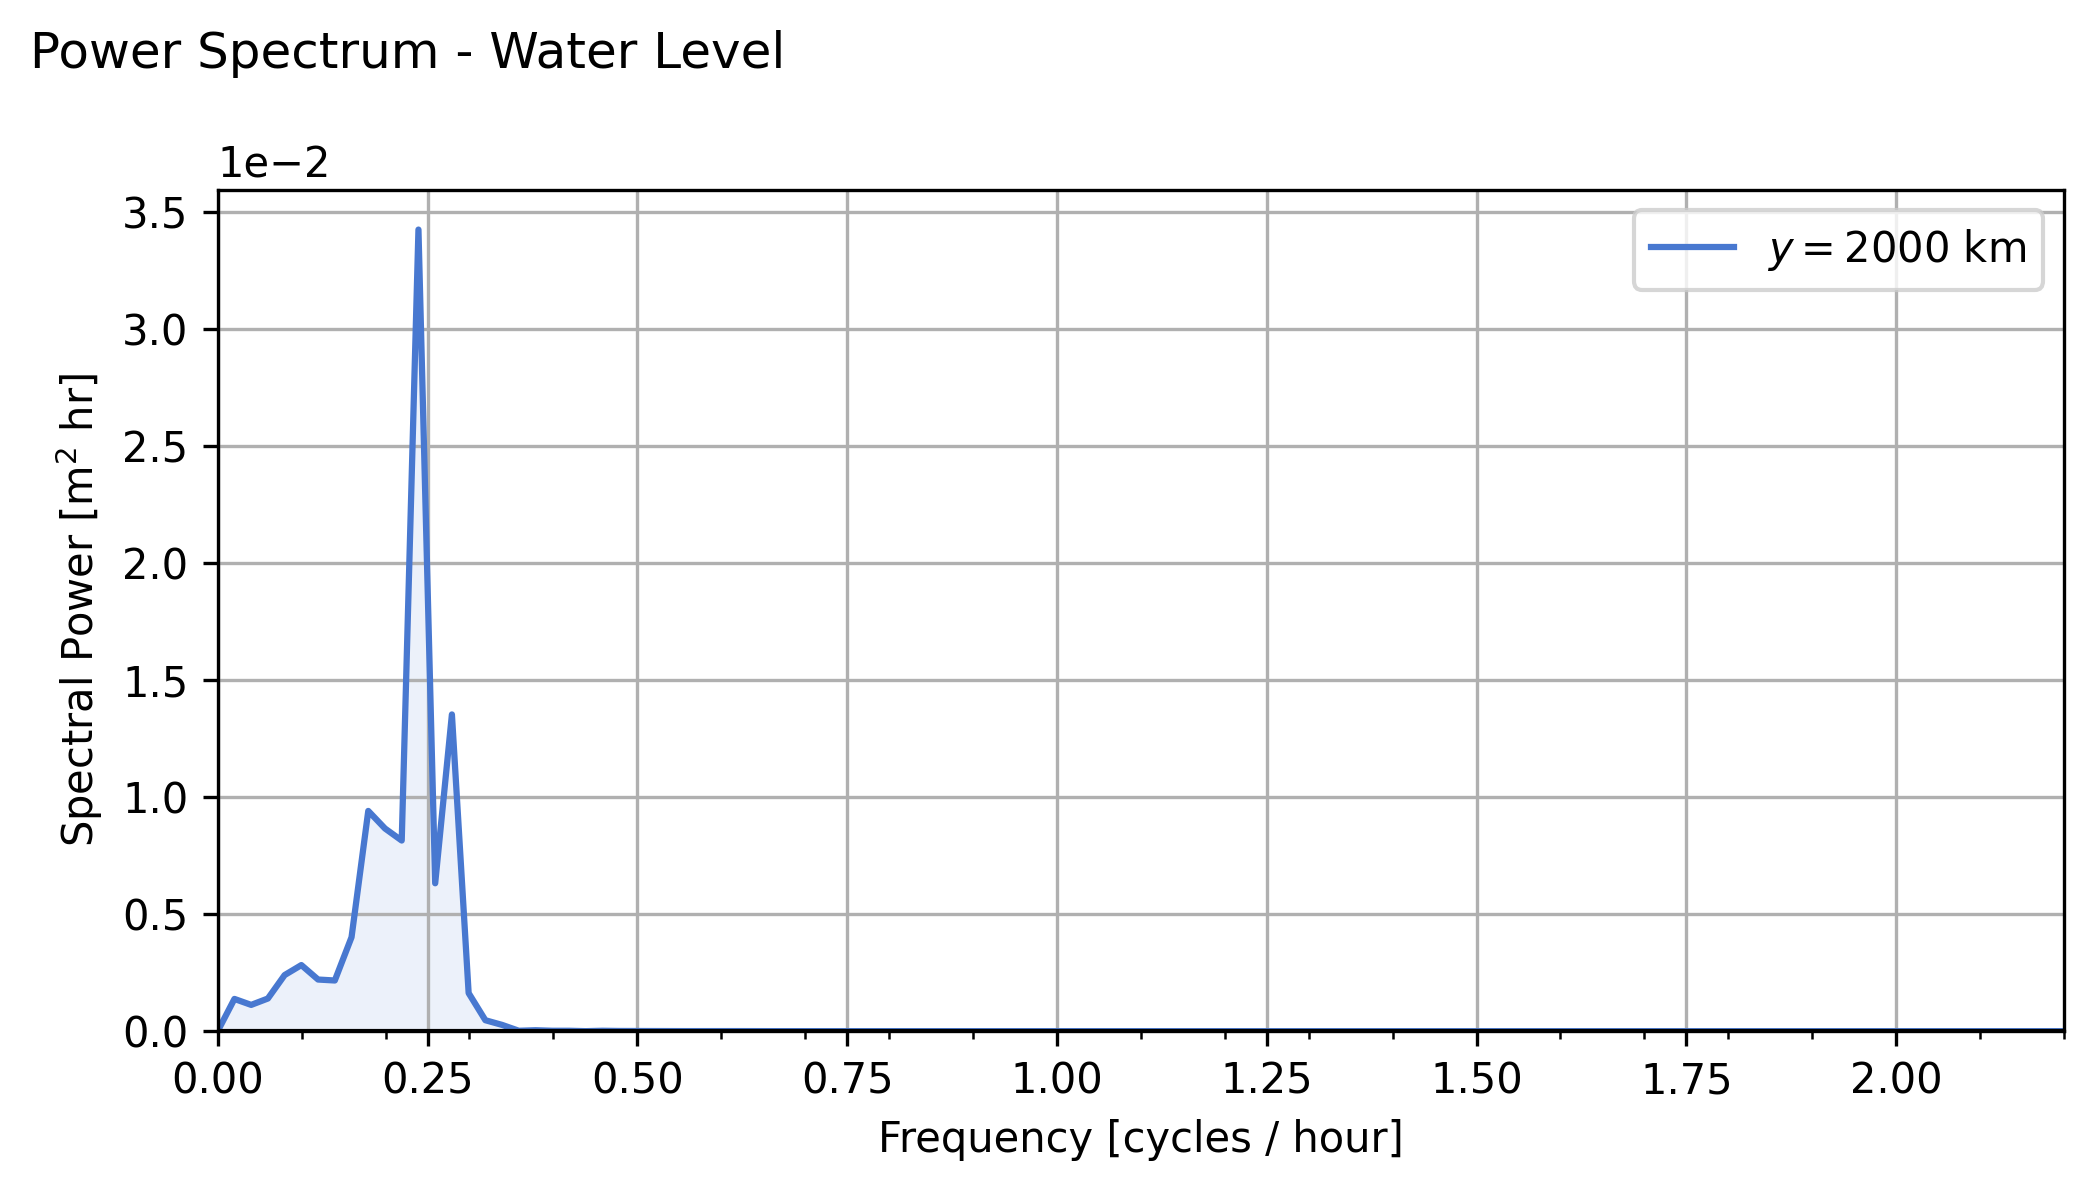 Power Spectrum - Water Level
1e−2
3.5
3.0
2.5
2.0
1.5
1.0
0.5
0.0
Spectral Power [m² hr]
y = 2000 km
0.00 0.25 0.50 0.75 1.00 1.25 1.50 1.75 2.00
Frequency [cycles / hour]